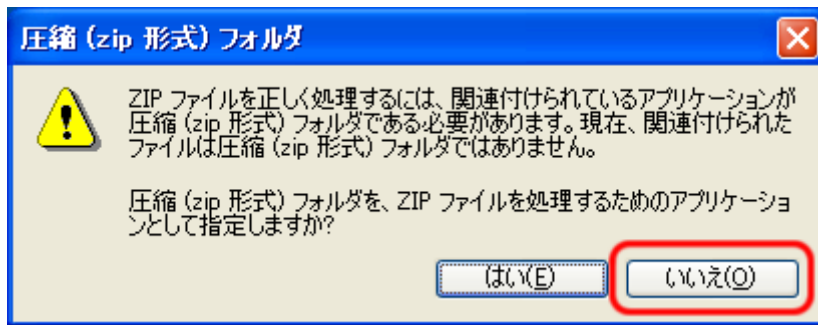 圧縮 (zip 形式) フォルダ
ZIP ファイルを正しく処理するには、関連付けられているアプリケーションが
圧縮 (zip 形式) フォルダである必要があります。現在、関連付けられた
ファイルは圧縮 (zip 形式) フォルダではありません。
圧縮 (zip 形式) フォルダを、ZIP ファイルを処理するためのアプリケーショ
ンとして指定しますか?
はい(E) いいえ(O)